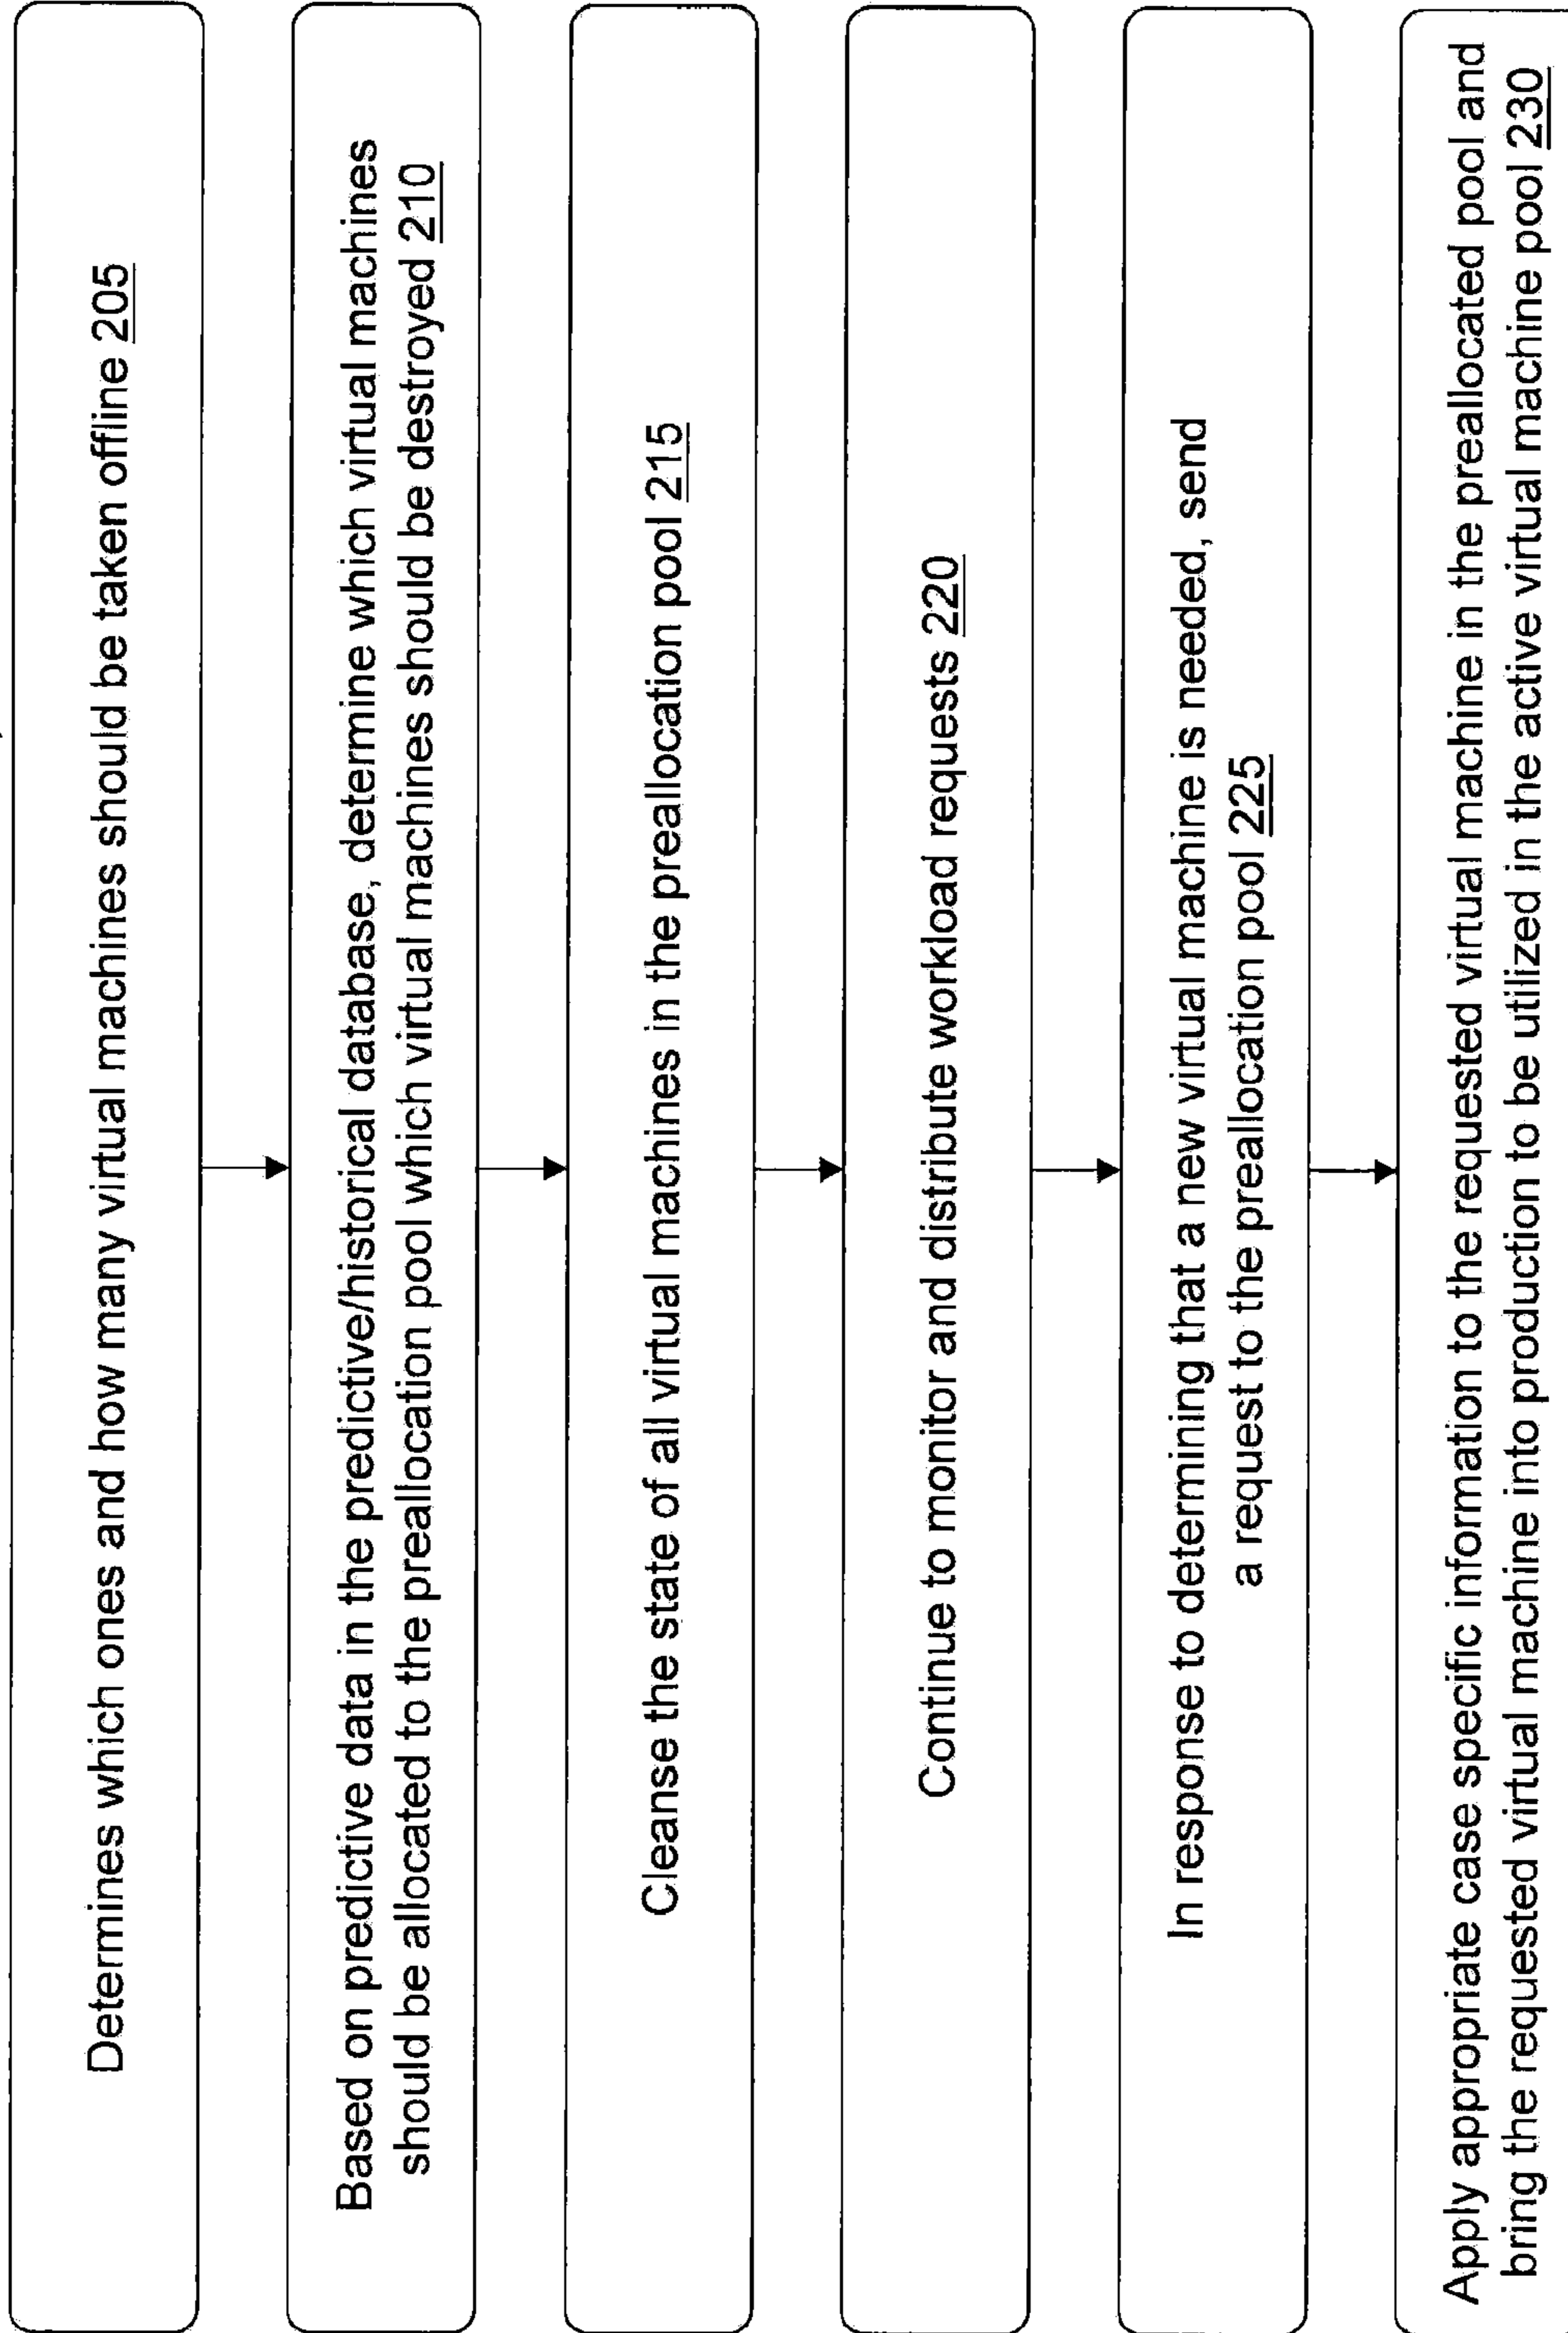 Determines which ones and how many virtual machines should be taken offline 205
Based on predictive data in the predictive/historical database, determine which virtual machines
should be allocated to the preallocation pool which virtual machines should be destroyed 210
Cleanse the state of all virtual machines in the preallocation pool 215
Continue to monitor and distribute workload requests 220
In response to determining that a new virtual machine is needed, send
a request to the preallocation pool 225
Apply appropriate case specific information to the requested virtual machine in the preallocated pool and
bring the requested virtual machine into production to be utilized in the active virtual machine pool 230